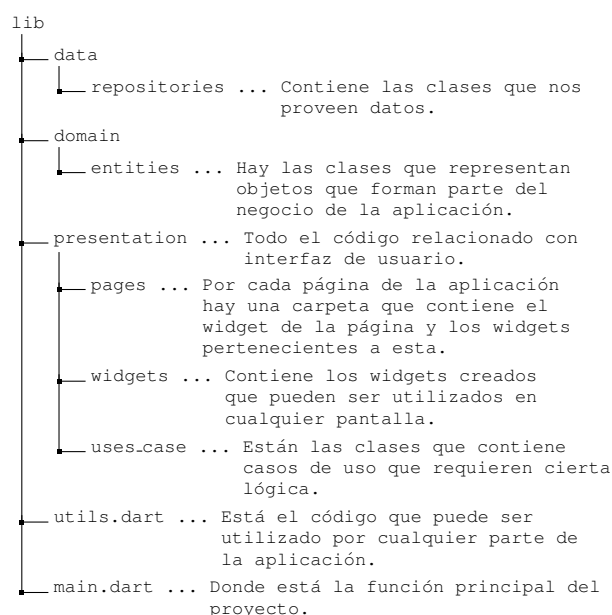 lib
data
repositories ... Contiene las clases que nos
proveen datos.
domain
entities ... Hay las clases que representan
objetos que forman parte del
negocio de la aplicación.
presentation ... Todo el código relacionado con
interfaz de usuario.
pages ... Por cada página de la aplicación
hay una carpeta que contiene el
widget de la página y los widgets
pertenecientes a esta.
widgets ... Contiene los widgets creados
que pueden ser utilizados en
cualquier pantalla.
uses_case ... Están las clases que contiene
casos de uso que requieren cierta
lógica.
utils.dart ... Está el código que puede ser
utilizado por cualquier parte de
la aplicación.
main.dart ... Donde está la función principal del
proyecto.